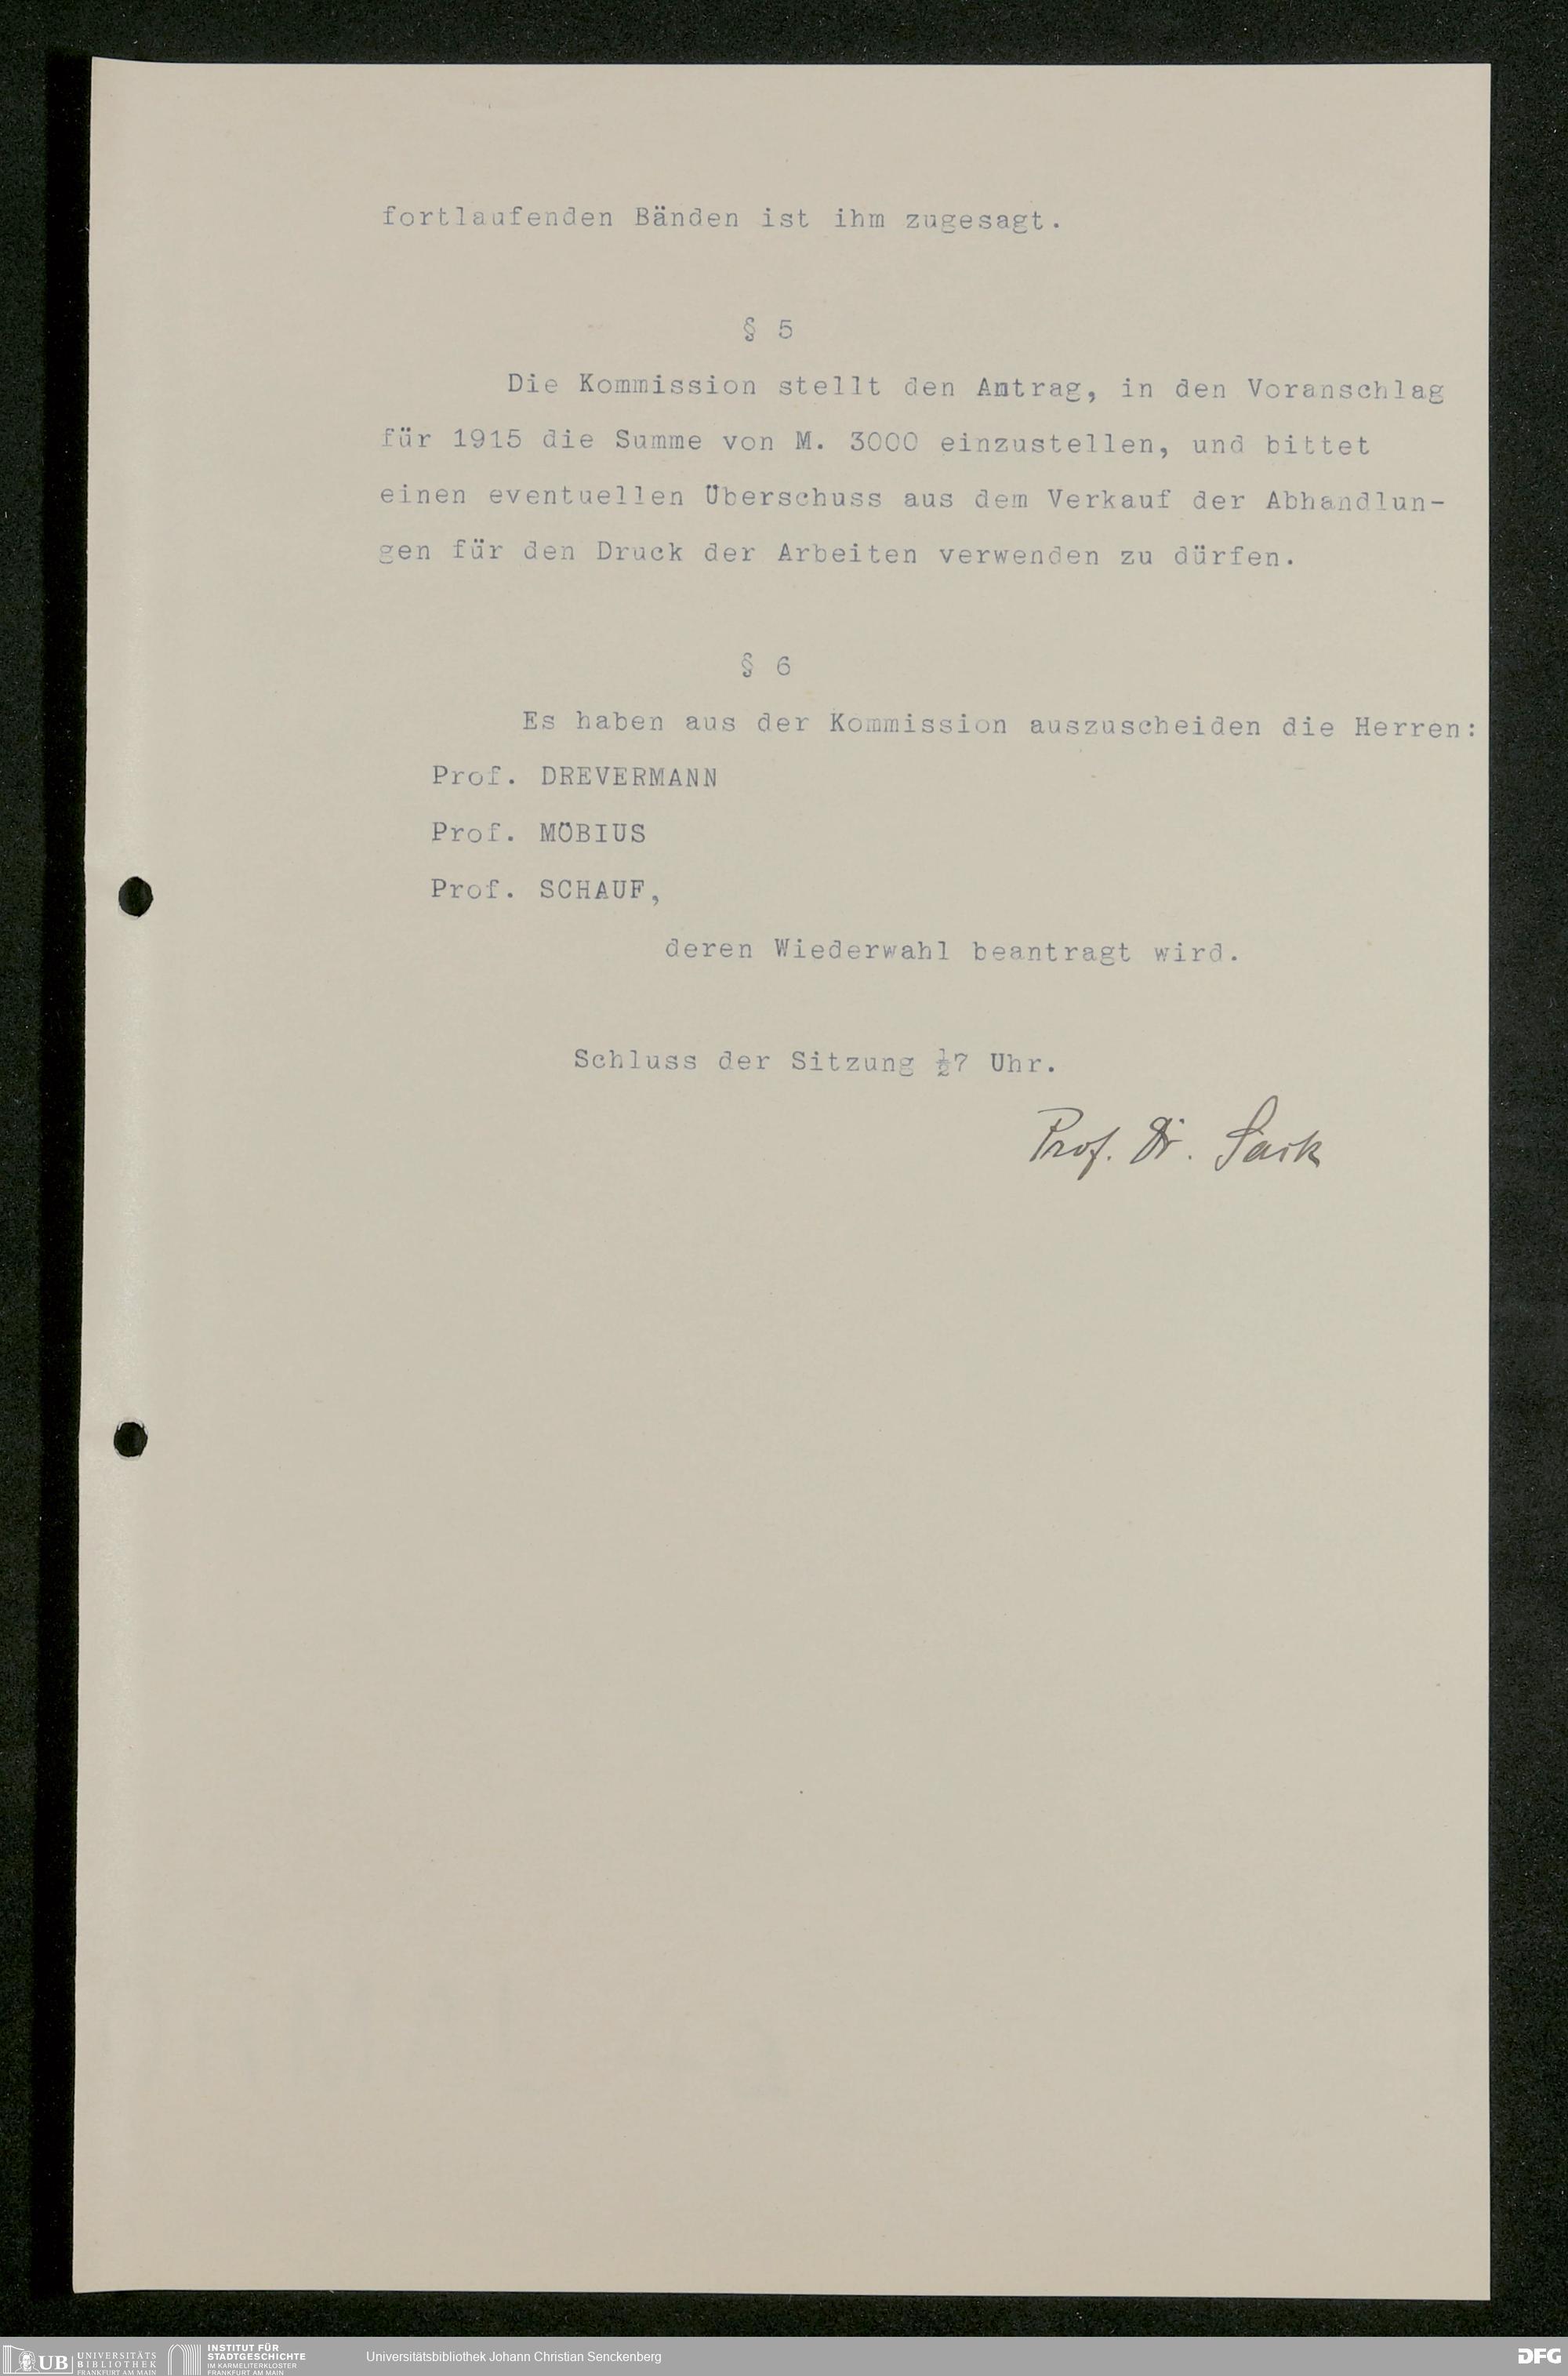 fortlaufenden Bänden ist ihm zugesagt.
§ 5
Die Kommission stellt den Antrag, in den Voranschlag
für 1915 die Summe von M. 3000 einzustellen, und bittet
einen eventuellen Überschuss aus dem Verkauf der Abhandlun-
gen für den Druck der Arbeiten verwenden zu dürfen.
§ 6
Es haben aus der Kommission auszuscheiden die Herren:
Prof. DREVERMANN
Prof. MÖBIUS
Prof. SCHAUF,
deren Wiederwahl beantragt wird.
Schluss der Sitzung ½7 Uhr.
Prof. Dr. Sack
UB UNIVERSITÄTS
BIBLIOTHEK
FRANKFURT AM MAIN
INSTITUT FÜR
STADTGESCHICHTE
IM KARMELITERKLOSTER
FRANKFURT AM MAIN
Universitätsbibliothek Johann Christian Senckenberg
DFG